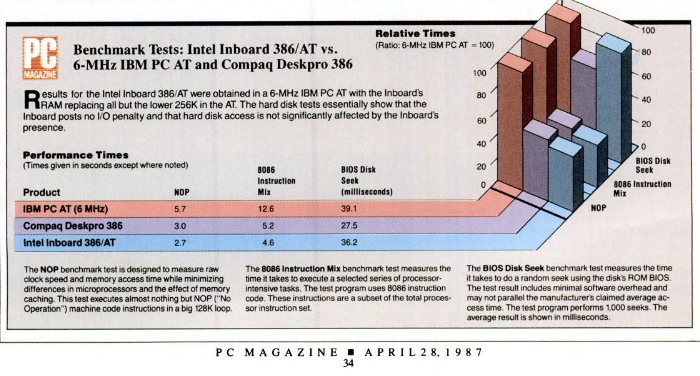 PC
MAGAZINE
Benchmark Tests: Intel Inboard 386/AT vs.
6-MHz IBM PC AT and Compaq Deskpro 386
Relative Times
(Ratio: 6-MHz IBM PC AT = 100)
Results for the Intel Inboard 386/AT were obtained in a 6-MHz IBM PC AT with the Inboard's
RAM replacing all but the lower 256K in the AT. The hard disk tests essentially show that the
Inboard posts no I/O penalty and that hard disk access is not significantly affected by the Inboard's
presence.
100
80
60
40
20
0
100
80
60
40
20
0
BIOS Disk
Seek
8086 Instruction
Mix
NOP
Performance Times
(Times given in seconds except where noted)
Product NOP 8086 Instruction Mix BIOS Disk Seek (milliseconds)
IBM PC AT (6 MHz) 5.7 12.6 39.1
Compaq Deskpro 386 3.0 5.2 27.5
Intel Inboard 386/AT 2.7 4.6 36.2
The NOP benchmark test is designed to measure raw
clock speed and memory access time while minimizing
differences in microprocessors and the effect of memory
caching. This test executes almost nothing but NOP ("No
Operation") machine code instructions in a big 128K loop.
The 8086 Instruction Mix benchmark test measures the
time it takes to execute a selected series of processor-
intensive tasks. The test program uses 8086 instruction
code. These instructions are a subset of the total proces-
sor instruction set.
The BIOS Disk Seek benchmark test measures the time
it takes to do a random seek using the disk's ROM BIOS.
The test result includes minimal software overhead and
may not parallel the manufacturer's claimed average ac-
cess time. The test program performs 1,000 seeks. The
average result is shown in milliseconds.
PC MAGAZINE ■ APRIL 28, 1987
34